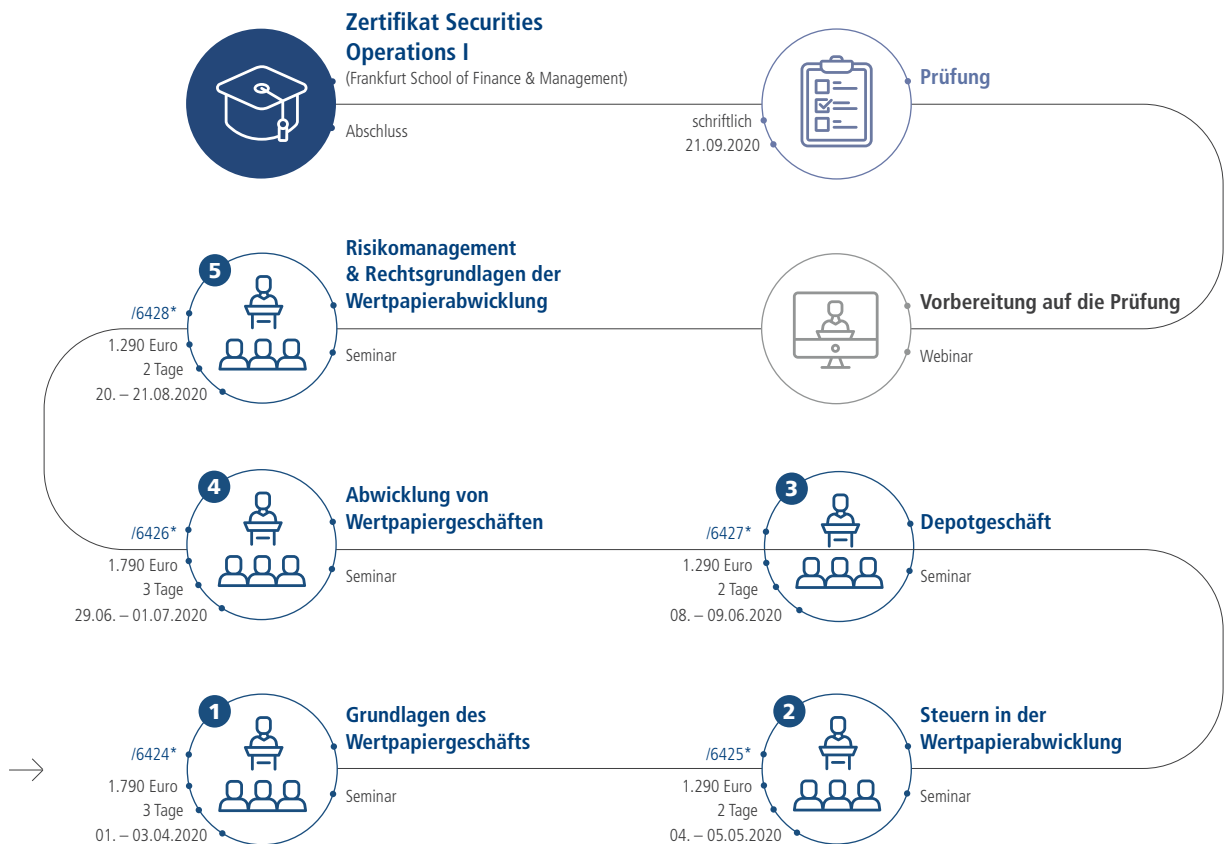 Zertifikat Securities
Operations I
(Frankfurt School of Finance & Management)
Abschluss
Prüfung
schriftlich
21.09.2020
5
Risikomanagement
& Rechtsgrundlagen der
Wertpapierabwicklung
/6428*
1.290 Euro
2 Tage
20. – 21.08.2020
Seminar
Vorbereitung auf die Prüfung
Webinar
4
Abwicklung von
Wertpapiergeschäften
/6426*
1.790 Euro
3 Tage
29.06. – 01.07.2020
Seminar
3
Depotgeschäft
/6427*
1.290 Euro
2 Tage
08. – 09.06.2020
Seminar
1
Grundlagen des
Wertpapiergeschäfts
/6424*
1.790 Euro
3 Tage
01. – 03.04.2020
Seminar
2
Steuern in der
Wertpapierabwicklung
/6425*
1.290 Euro
2 Tage
04. – 05.05.2020
Seminar